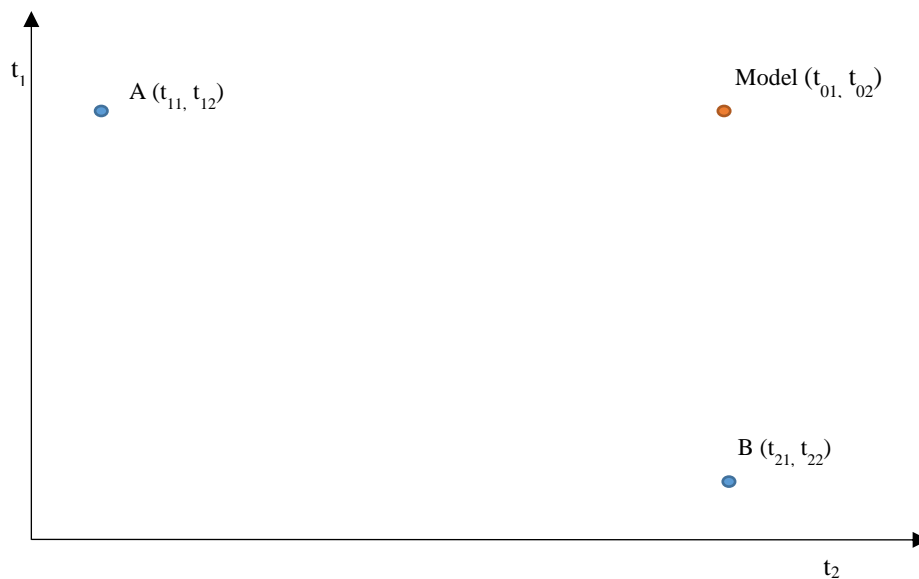 t₁
A (t₁₁, t₁₂)
Model (t₀₁, t₀₂)
B (t₂₁, t₂₂)
t₂